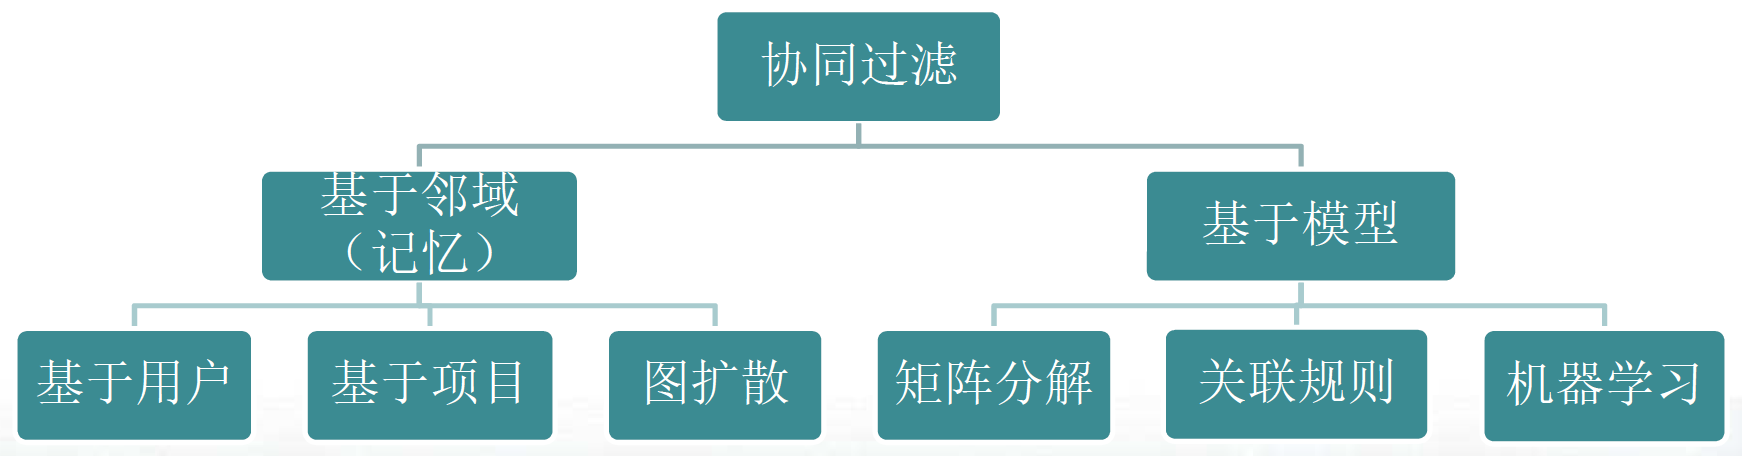 协同过滤
基于邻域
（记忆）
基于模型
基于用户
基于项目
图扩散
矩阵分解
关联规则
机器学习